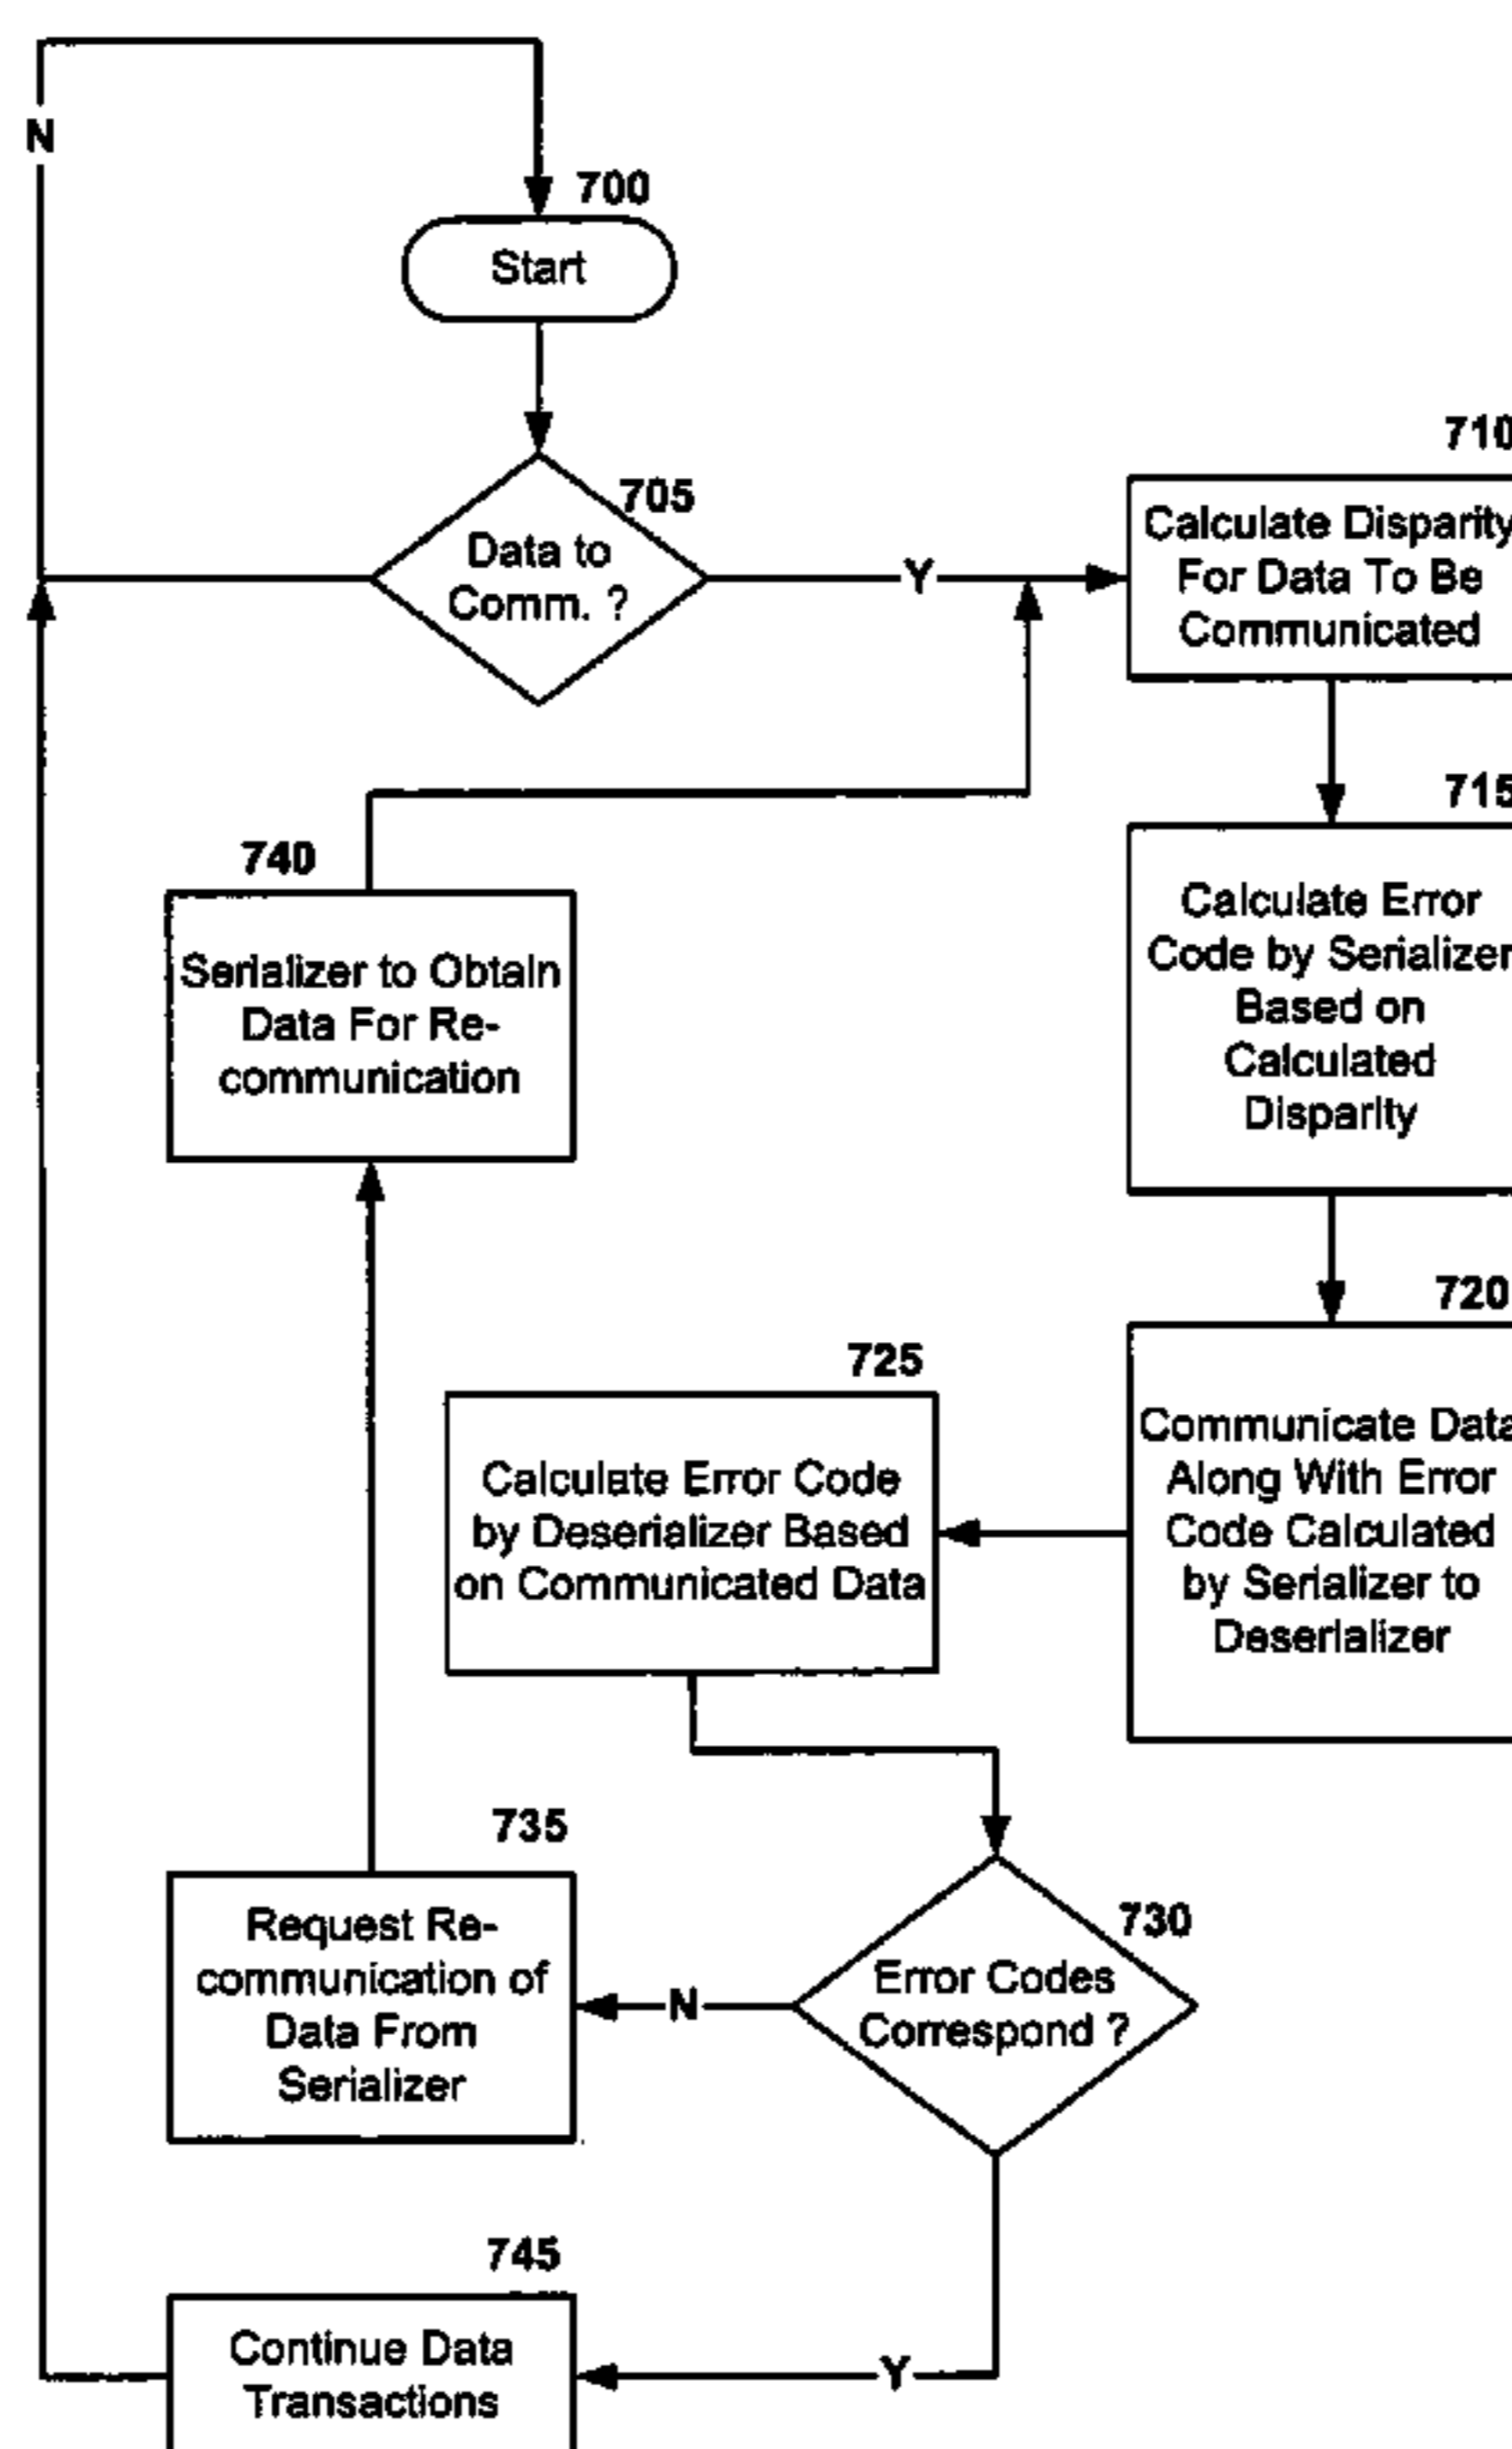 N
700
Start
705
Data to
Comm. ?
Y
710
Calculate Disparity
For Data To Be
Communicated
715
Calculate Error
Code by Serializer
Based on
Calculated
Disparity
720
Communicate Data
Along With Error
Code Calculated
by Serializer to
Deserializer
725
Calculate Error Code
by Deserializer Based
on Communicated Data
730
Error Codes
Correspond ?
N
735
Request Re-
communication of
Data From
Serializer
740
Serializer to Obtain
Data For Re-
communication
Y
745
Continue Data
Transactions